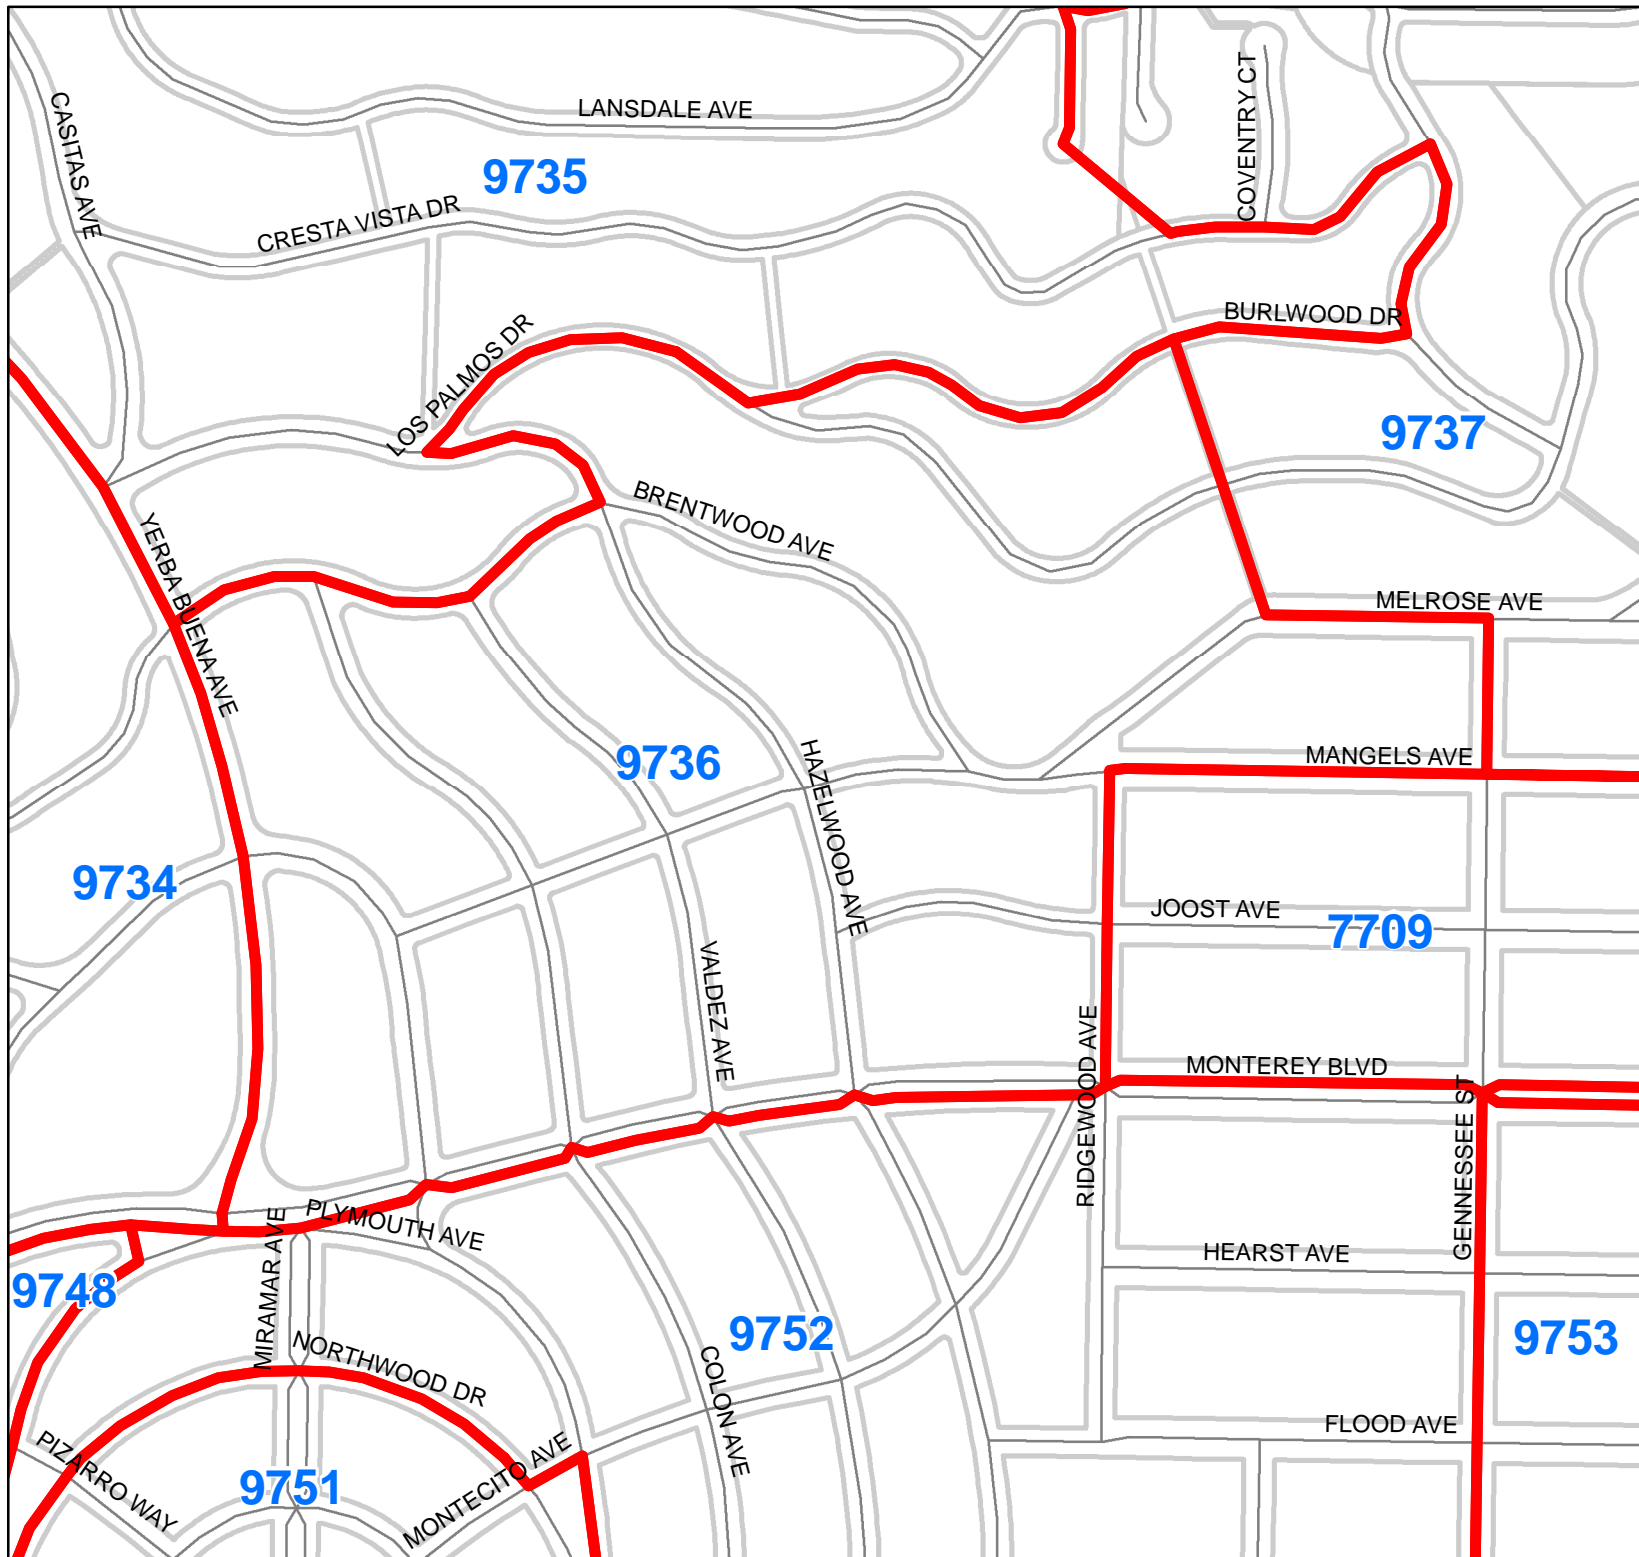 LANSDALE AVE
COVENTRY CT
CASITAS AVE
9735
CRESTA VISTA DR
BURLWOOD DR
LOS PALMOS DR
9737
BRENTWOOD AVE
YERBA BUENA AVE
MELROSE AVE
9736
HAZELWOOD AVE
MANGELS AVE
9734
JOOST AVE
7709
VALDEZ AVE
RIDGEWOOD AVE
MONTEREY BLVD
GENNESSEE ST
PLYMOUTH AVE
MIRAMAR AVE
HEARST AVE
9748
9752
9753
NORTHWOOD DR
COLON AVE
FLOOD AVE
PIZARRO WAY
9751
MONTECITO AVE